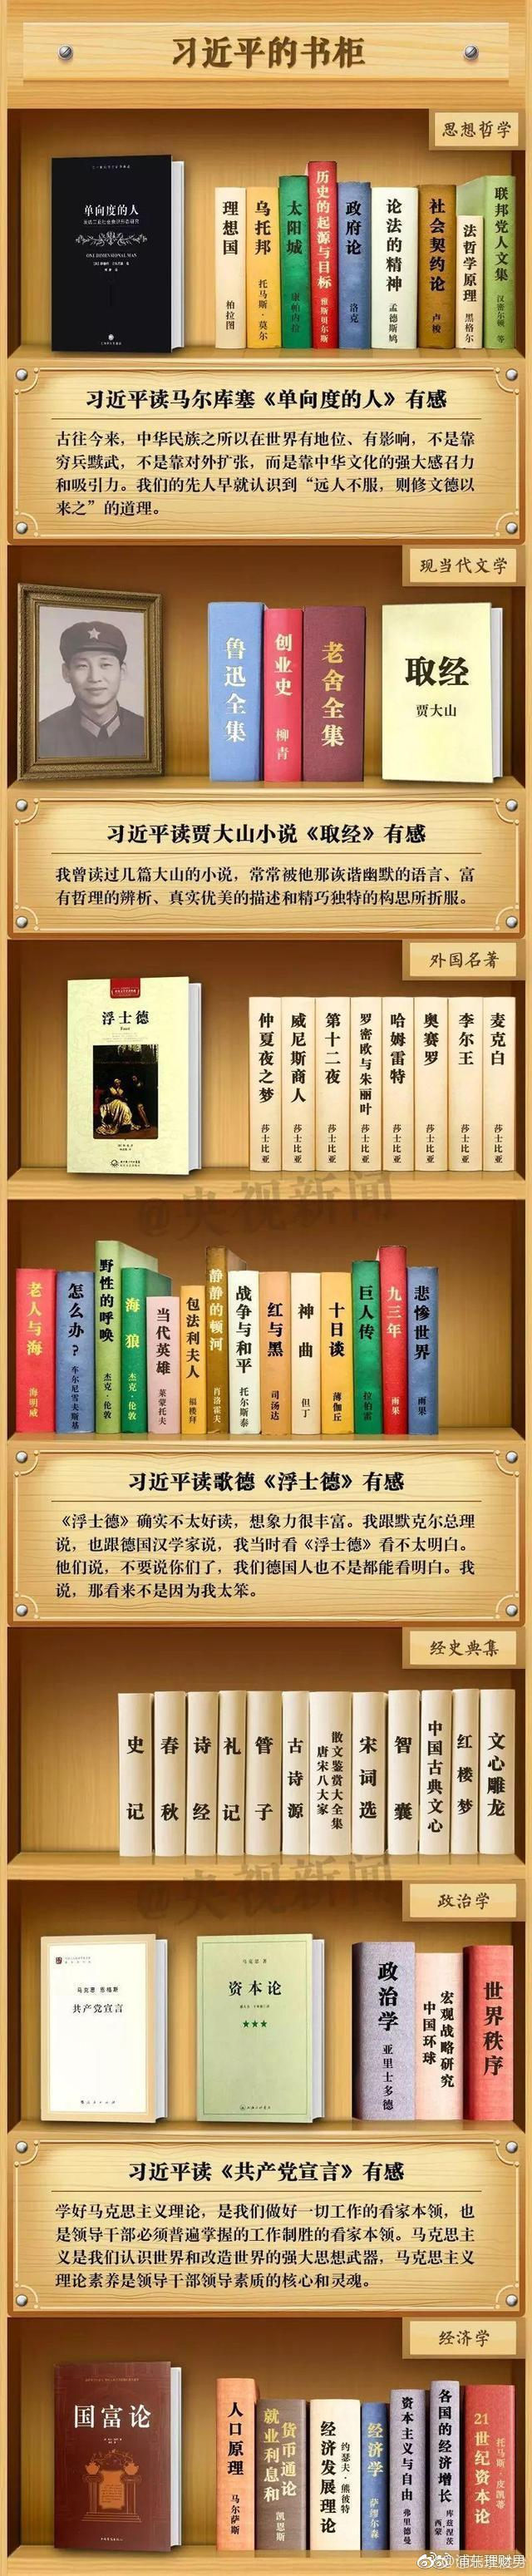 习近平的书柜
思想哲学
单向度的人
发达工业社会意识形态研究
ONE DIMENSIONAL MAN
理想国 柏拉图
乌托邦 托马斯·莫尔
太阳城 康帕内拉
历史的起源与目标 雅斯贝尔斯
政府论 洛克
论法的精神 孟德斯鸠
社会契约论 卢梭
法哲学原理 黑格尔
联邦党人文集 汉密尔顿 等
习近平读马尔库塞《单向度的人》有感
古往今来，中华民族之所以在世界有地位、有影响，不是靠
穷兵黩武，不是靠对外扩张，而是靠中华文化的强大感召力
和吸引力。我们的先人早就认识到“远人不服，则修文德以
来之”的道理。
现当代文学
鲁迅全集
创业史 柳青
老舍全集
取经
贾大山
习近平读贾大山小说《取经》有感
我曾读过几篇大山的小说，常常被他那诙谐幽默的语言、富
有哲理的辨析、真实优美的描述和精巧独特的构思所折服。
外国名著
浮士德
Faust
仲夏夜之梦 莎士比亚
威尼斯商人 莎士比亚
第十二夜 莎士比亚
罗密欧与朱丽叶 莎士比亚
哈姆雷特 莎士比亚
奥赛罗 莎士比亚
李尔王 莎士比亚
麦克白 莎士比亚
@央视新闻
老人与海 海明威
怎么办？ 车尔尼雪夫斯基
野性的呼唤 杰克·伦敦
海狼 杰克·伦敦
当代英雄 莱蒙托夫
包法利夫人 福楼拜
静静的顿河 肖洛霍夫
战争与和平 托尔斯泰
红与黑 司汤达
神曲 但丁
十日谈 薄伽丘
巨人传 拉伯雷
九三年 雨果
悲惨世界 雨果
习近平读歌德《浮士德》有感
《浮士德》确实不太好读，想象力很丰富。我跟默克尔总理
说，也跟德国汉学家说，我当时看《浮士德》看不太明白。
他们说，不要说你们了，我们德国人也不是都能看明白。我
说，那看来不是因为我太笨。
经史典集
史记
春秋
诗经
礼记
管子
古诗源
唐宋八大家
散文鉴赏大全集
宋词选
智囊
中国古典文心
红楼梦
文心雕龙
@央视新闻
政治学
马克思 恩格斯
共产党宣言
人民出版社
马克思 著
资本论
政治学 亚里士多德
中国环球
宏观战略研究
世界秩序
习近平读《共产党宣言》有感
学好马克思主义理论，是我们做好一切工作的看家本领，也
是领导干部必须普遍掌握的工作制胜的看家本领。马克思主
义是我们认识世界和改造世界的强大思想武器，马克思主义
理论素养是领导干部领导素质的核心和灵魂。
经济学
国富论
人口原理 马尔萨斯
就业利息和
货币通论 凯恩斯
经济发展理论 约瑟夫·熊彼特
经济学 萨缪尔森
资本主义与自由 弗里德曼
各国的经济增长 西蒙 库兹涅茨
21世纪资本论 托马斯·皮凯蒂
@浦东理财男